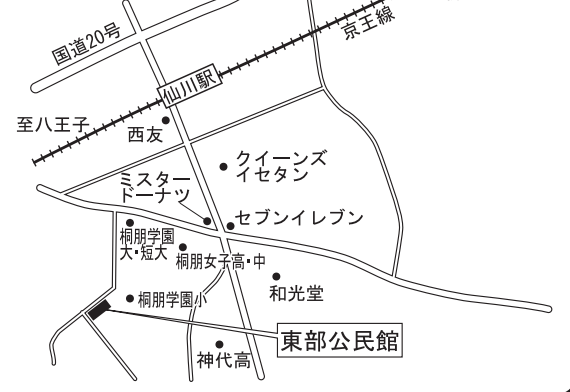 国道20号
京王線
仙川駅
至八王子
西友
クイーンズ
イセタン
ミスター
ドーナツ
セブンイレブン
桐朋学園
大・短大
桐朋女子高・中
和光堂
桐朋学園小
東部公民館
神代高